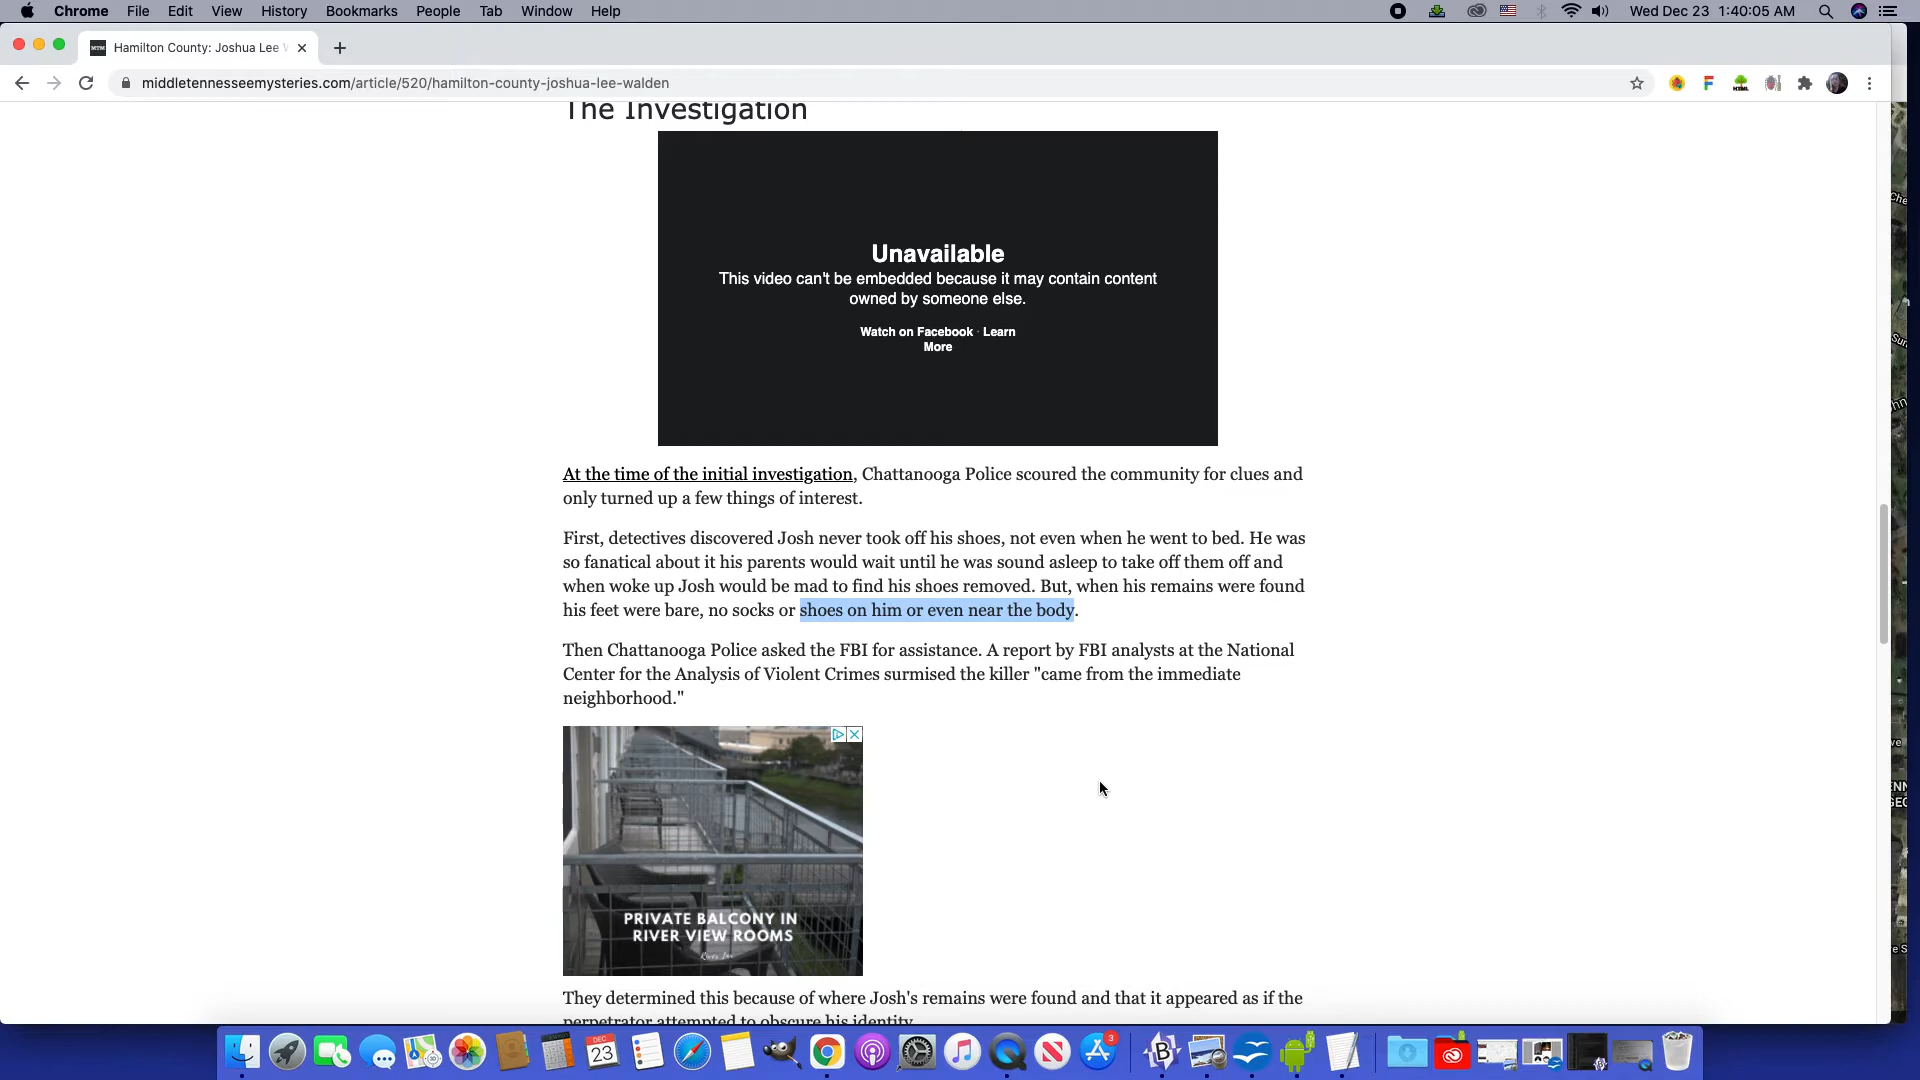 Chrome File Edit View History Bookmarks People Tab Window Help Wed Dec 23 1:40:05 AM
MTM Hamilton County: Joshua Lee
middletennesseemysteries.com/article/520/hamilton-county-joshua-lee-walden
The Investigation
Unavailable
This video can't be embedded because it may contain content
owned by someone else.
Watch on Facebook · Learn
More
At the time of the initial investigation, Chattanooga Police scoured the community for clues and
only turned up a few things of interest.
First, detectives discovered Josh never took off his shoes, not even when he went to bed. He was
so fanatical about it his parents would wait until he was sound asleep to take off them off and
when woke up Josh would be mad to find his shoes removed. But, when his remains were found
his feet were bare, no socks or shoes on him or even near the body.
Then Chattanooga Police asked the FBI for assistance. A report by FBI analysts at the National
Center for the Analysis of Violent Crimes surmised the killer "came from the immediate
neighborhood."
PRIVATE BALCONY IN
RIVER VIEW ROOMS
They determined this because of where Josh's remains were found and that it appeared as if the
perpetrator attempted to obscure his identity.
DEC
23
3